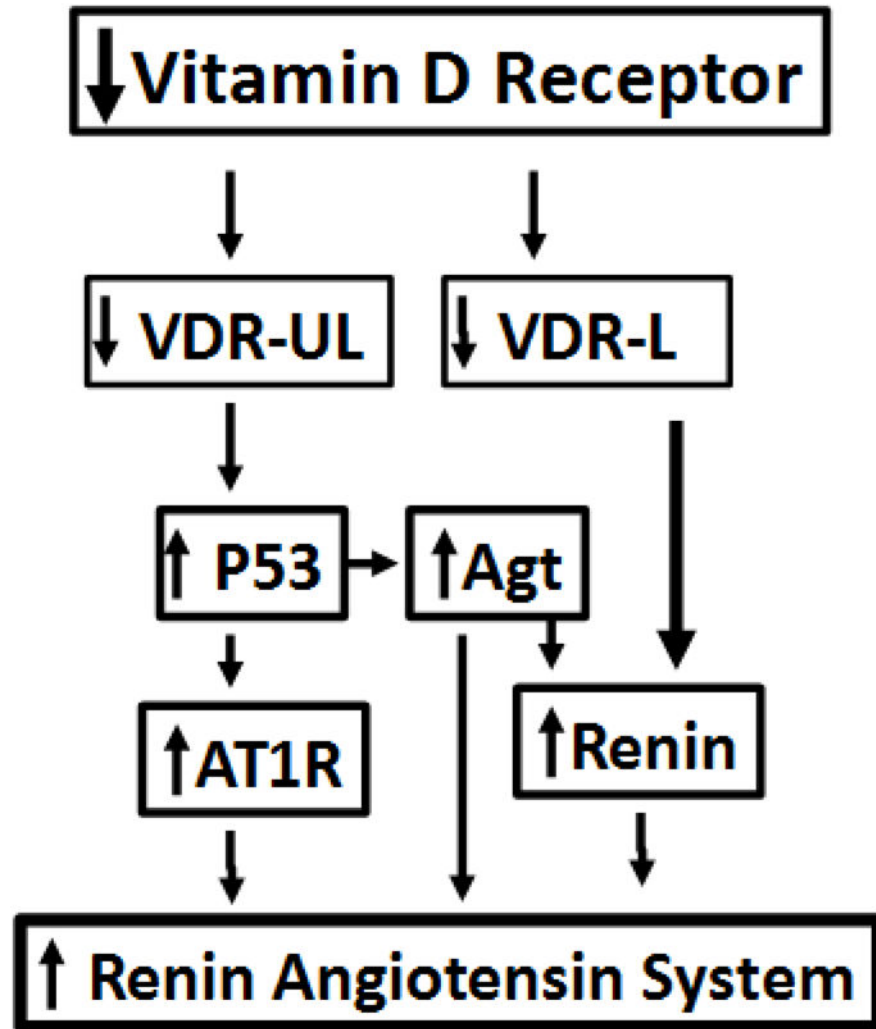 ↓Vitamin D Receptor
↓ VDR-UL
↓ VDR-L
↑ P53
↑Agt
↑AT1R
↑Renin
↑ Renin Angiotensin System